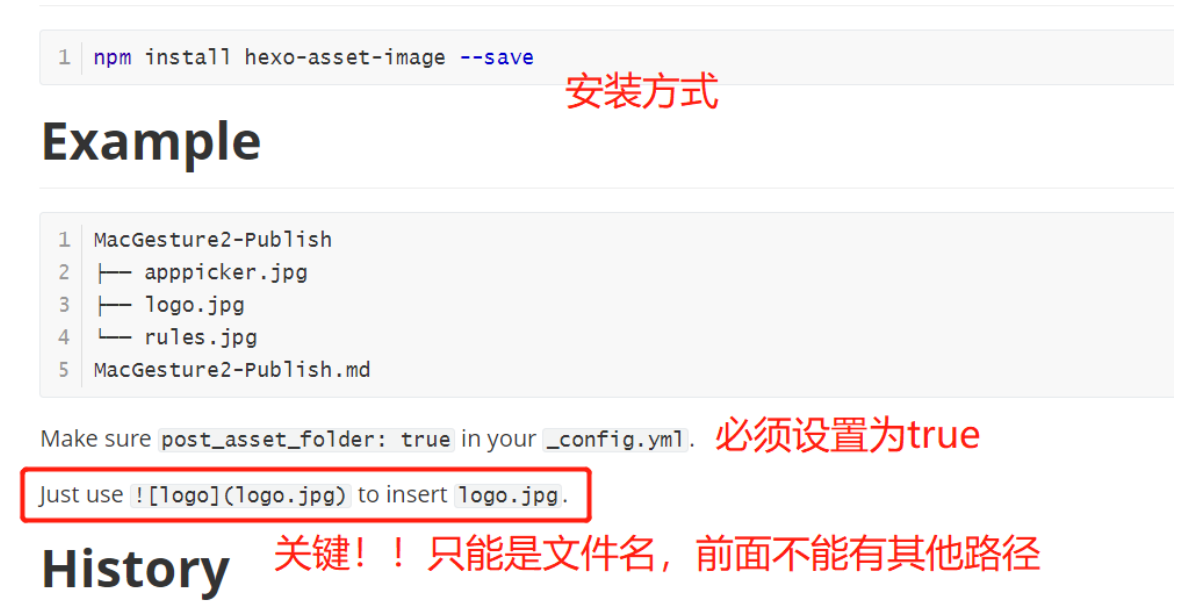 1 npm install hexo-asset-image --save
安装方式
Example
1 MacGesture2-Publish
2 ├── apppicker.jpg
3 ├── logo.jpg
4 └── rules.jpg
5 MacGesture2-Publish.md
Make sure post_asset_folder: true in your _config.yml. 必须设置为true
Just use ![logo](logo.jpg) to insert logo.jpg.
History 关键！！只能是文件名，前面不能有其他路径